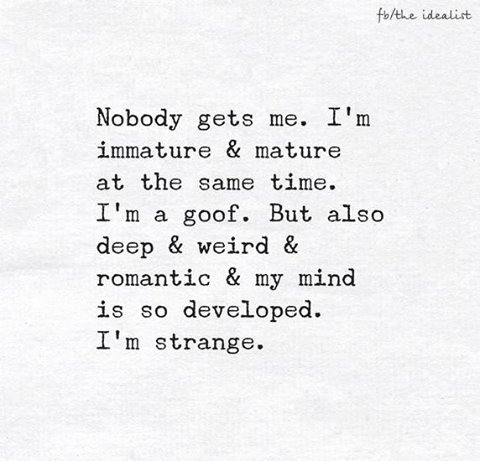 fb/the idealist
Nobody gets me. I'm
immature & mature
at the same time.
I'm a goof. But also
deep & weird &
romantic & my mind
is so developed.
I'm strange.